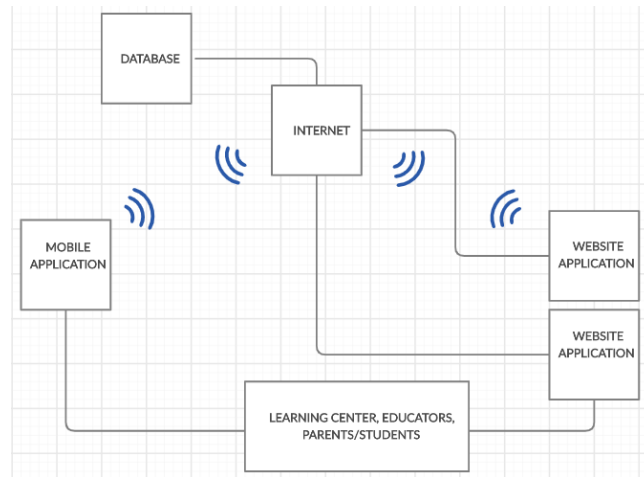 DATABASE
INTERNET
MOBILE
APPLICATION
WEBSITE
APPLICATION
WEBSITE
APPLICATION
LEARNING CENTER, EDUCATORS,
PARENTS/STUDENTS